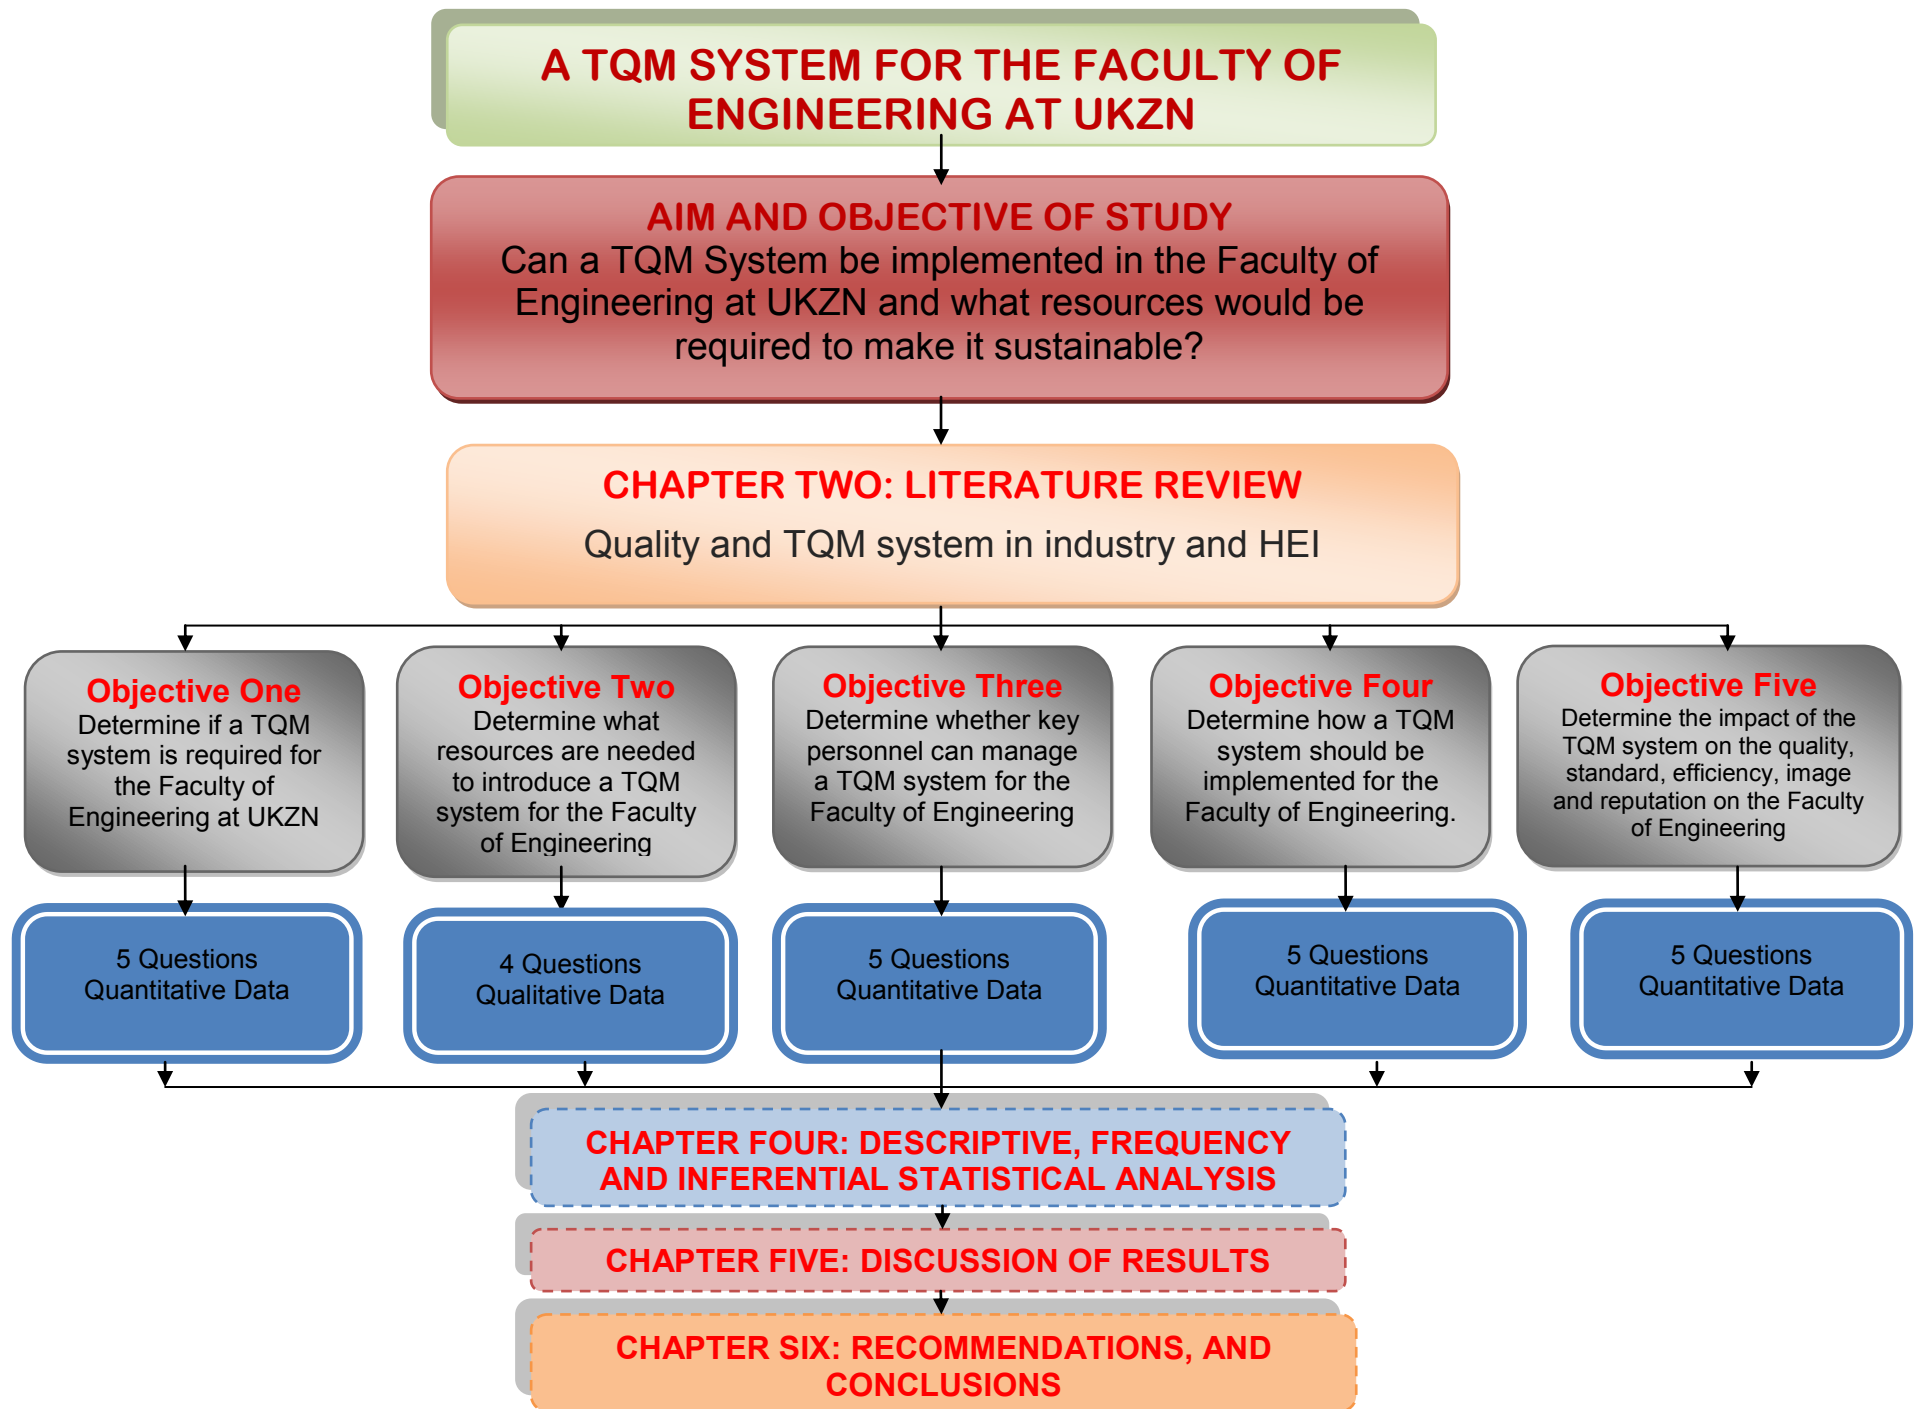 A TQM SYSTEM FOR THE FACULTY OF
ENGINEERING AT UKZN
AIM AND OBJECTIVE OF STUDY
Can a TQM System be implemented in the Faculty of
Engineering at UKZN and what resources would be
required to make it sustainable?
CHAPTER TWO: LITERATURE REVIEW
Quality and TQM system in industry and HEI
Objective One
Determine if a TQM
system is required for
the Faculty of
Engineering at UKZN
Objective Two
Determine what
resources are needed
to introduce a TQM
system for the Faculty
of Engineering
Objective Three
Determine whether key
personnel can manage
a TQM system for the
Faculty of Engineering
Objective Four
Determine how a TQM
system should be
implemented for the
Faculty of Engineering.
Objective Five
Determine the impact of the
TQM system on the quality,
standard, efficiency, image
and reputation on the Faculty
of Engineering
5 Questions
Quantitative Data
4 Questions
Qualitative Data
5 Questions
Quantitative Data
5 Questions
Quantitative Data
5 Questions
Quantitative Data
CHAPTER FOUR: DESCRIPTIVE, FREQUENCY
AND INFERENTIAL STATISTICAL ANALYSIS
CHAPTER FIVE: DISCUSSION OF RESULTS
CHAPTER SIX: RECOMMENDATIONS, AND
CONCLUSIONS